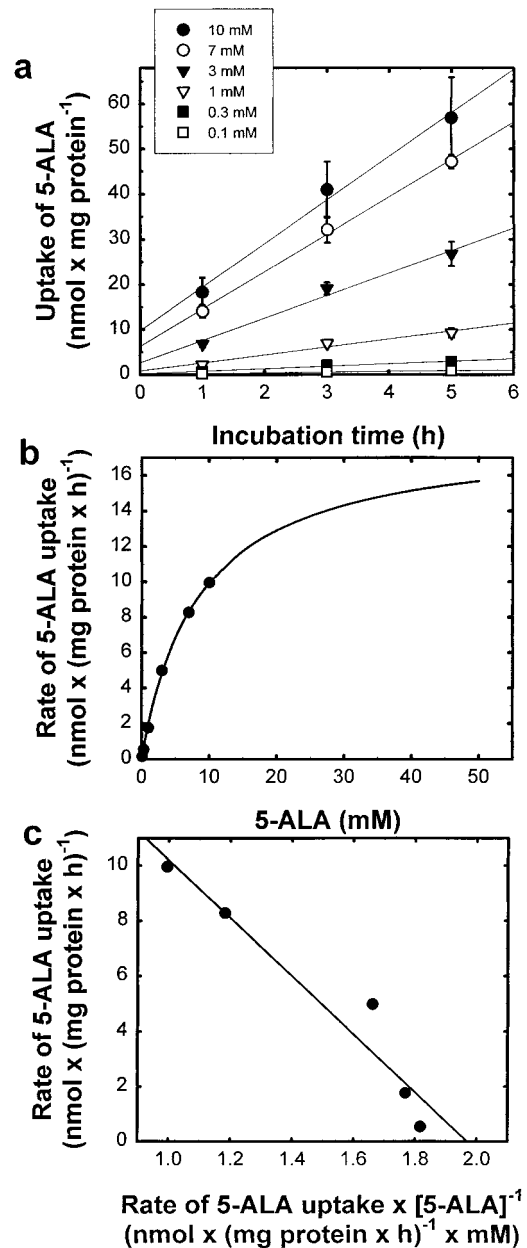 10 mM
7 mM
3 mM
1 mM
0.3 mM
0.1 mM
a
Uptake of 5-ALA
(nmol x mg protein⁻¹)
60
50
40
30
20
10
0
0 1 2 3 4 5 6
Incubation time (h)
b
Rate of 5-ALA uptake
(nmol x (mg protein x h)⁻¹)
16
14
12
10
8
6
4
2
0
0 10 20 30 40 50
5-ALA (mM)
c
Rate of 5-ALA uptake
(nmol x (mg protein x h)⁻¹)
10
8
6
4
2
0
1.0 1.2 1.4 1.6 1.8 2.0
Rate of 5-ALA uptake x [5-ALA]⁻¹
(nmol x (mg protein x h)⁻¹ x mM)